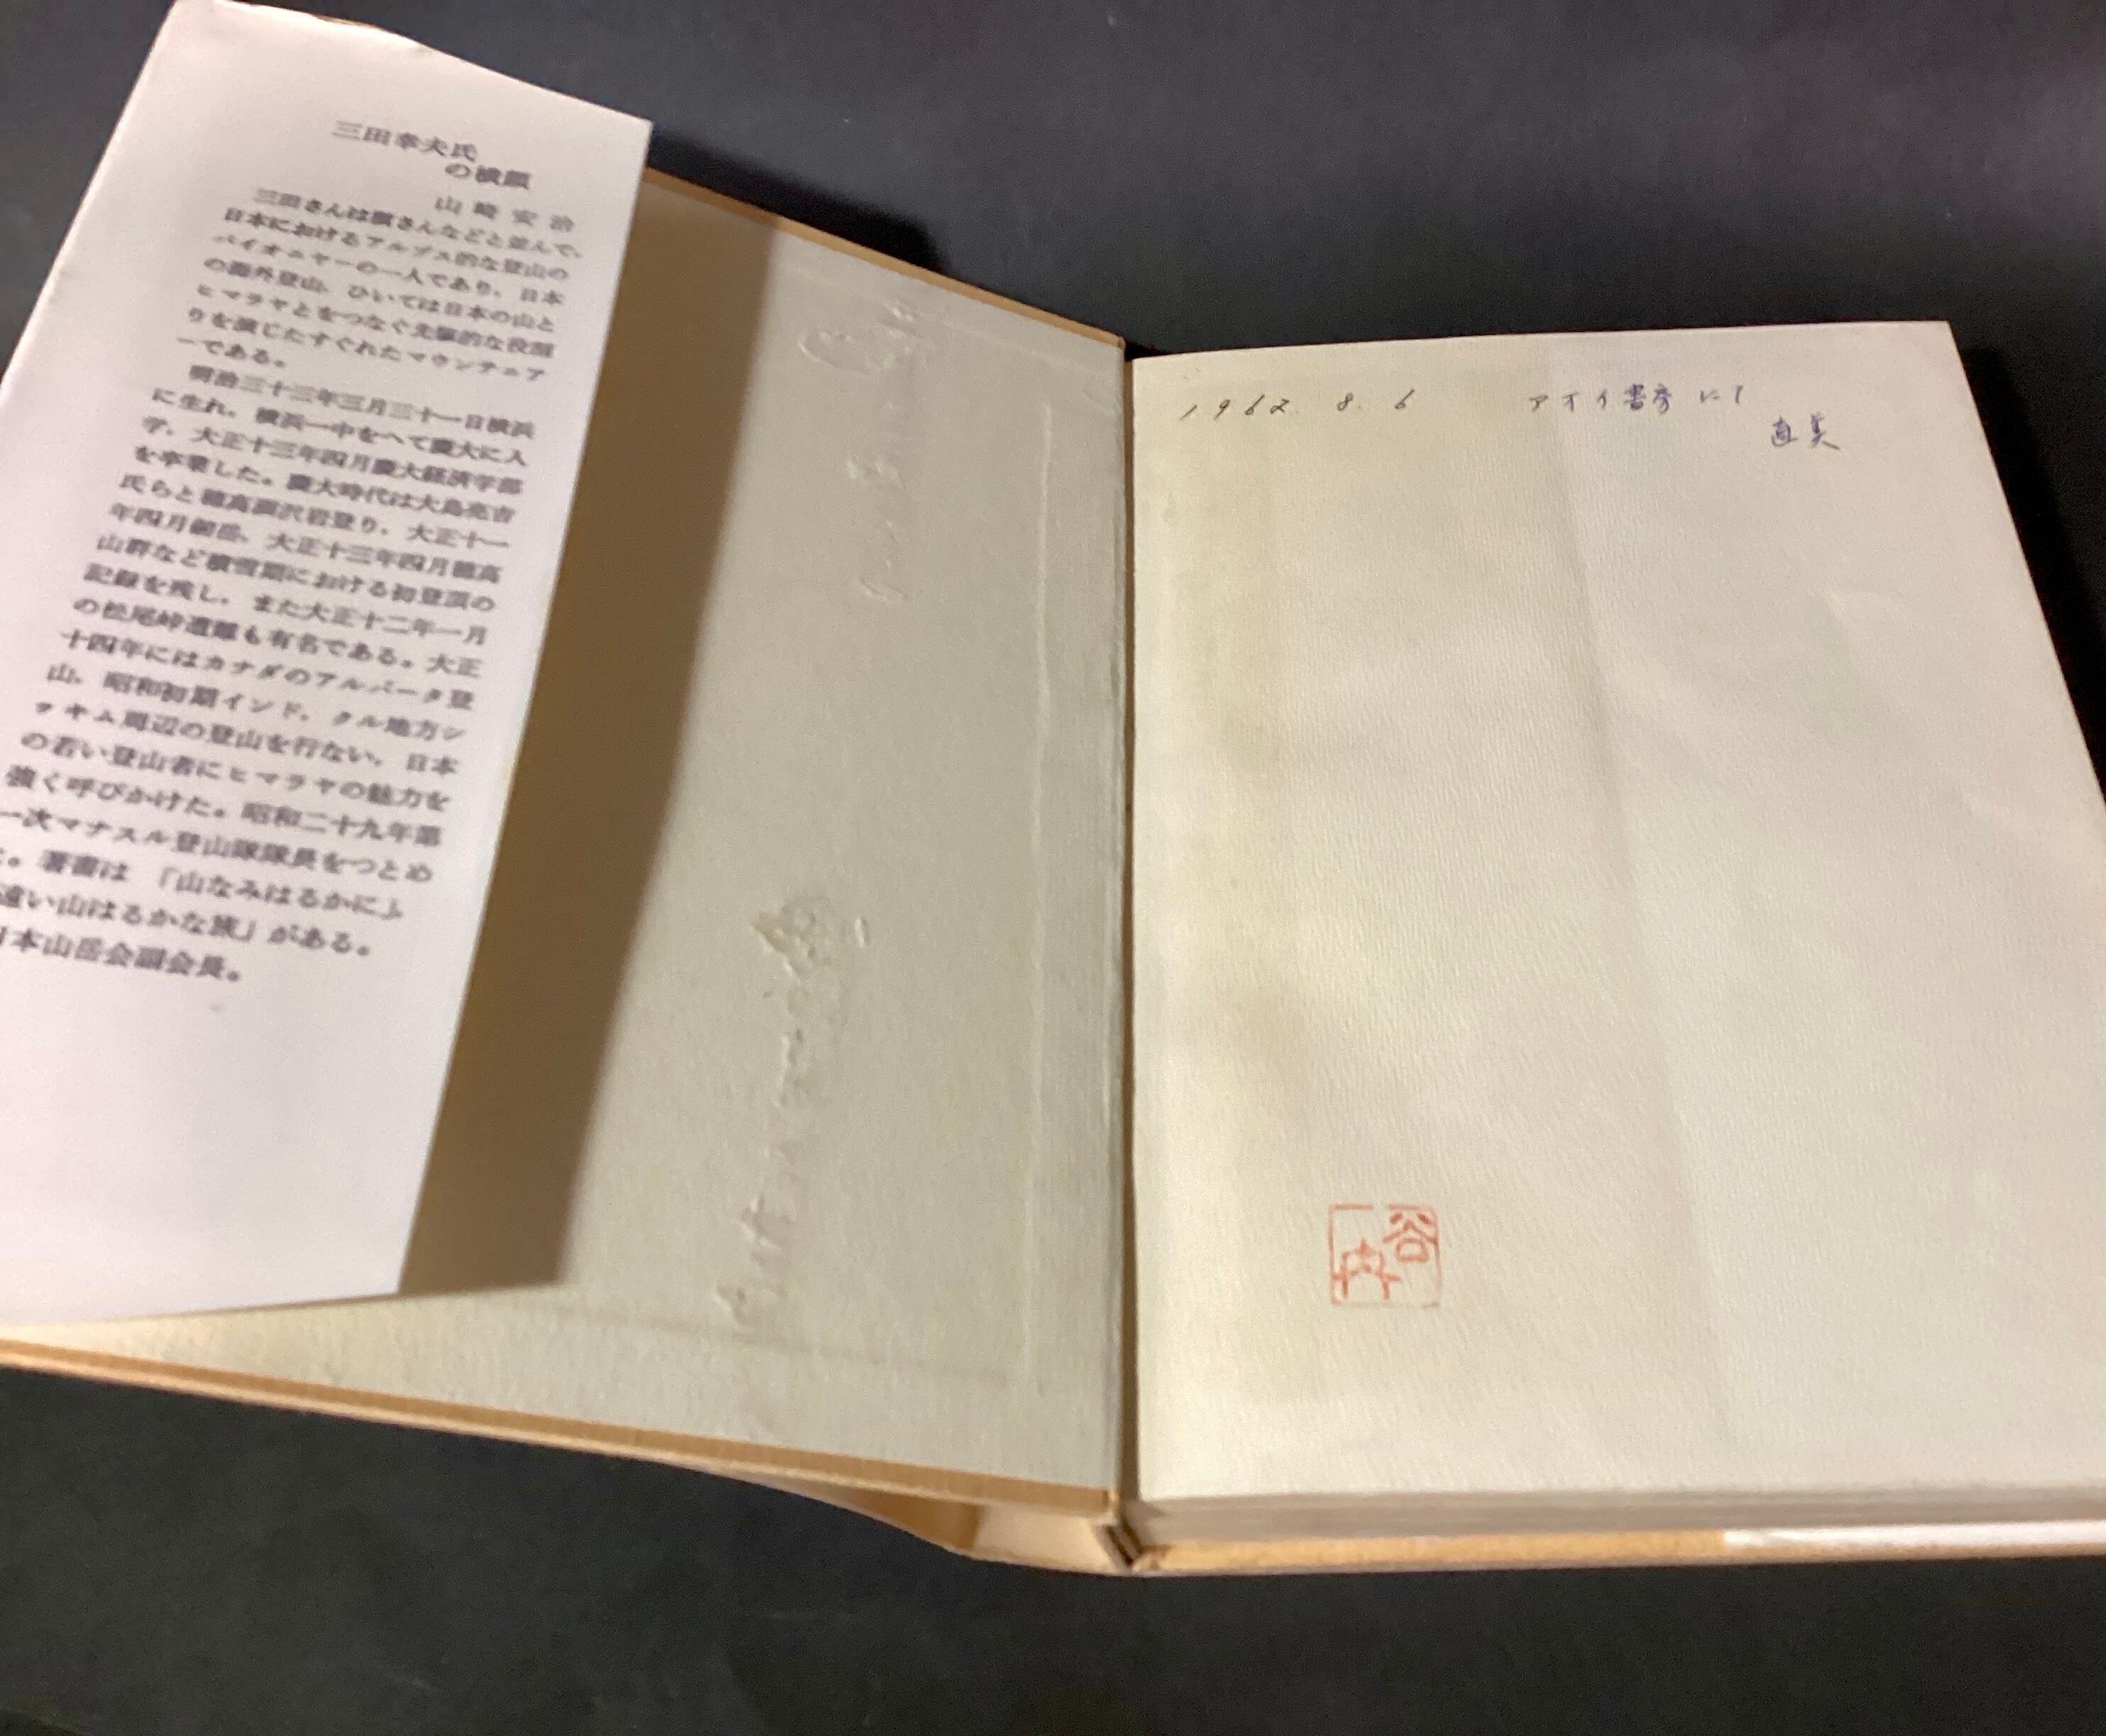 三田幸夫氏
の横顔
山崎安治
三田さんは槇さんなどと並んで、
日本におけるアルプス的な登山の
パイオニヤーの一人であり、日本
の海外登山、ひいては日本の山と
ヒマラヤとをつなぐ先駆的な役割
りを演じたすぐれたマウンテニア
ーである。
明治三十三年三月三十一日横浜
に生れ、横浜一中をへて慶大に入
学、大正十三年四月慶大経済学部
を卒業した。慶大時代は大島亮吉
氏らと穂高涸沢岩登り、大正十一
年四月剱岳、大正十三年四月穂高
山群など積雪期における初登頂の
記録を残し、また大正十二年一月
の松尾峠遭難も有名である。大正
十四年にはカナダのアルバータ登
山、昭和初期インド、クル地方シ
ッキム周辺の登山を行ない、日本
の若い登山者にヒマラヤの魅力を
強く呼びかけた。昭和二十九年第
一次マナスル登山隊隊長をつとめ
。著書は「山なみはるかに」
遠い山はるかな旅」がある。
日本山岳会副会長。
1962. 8. 6 アオイ書房にて
直美
谷